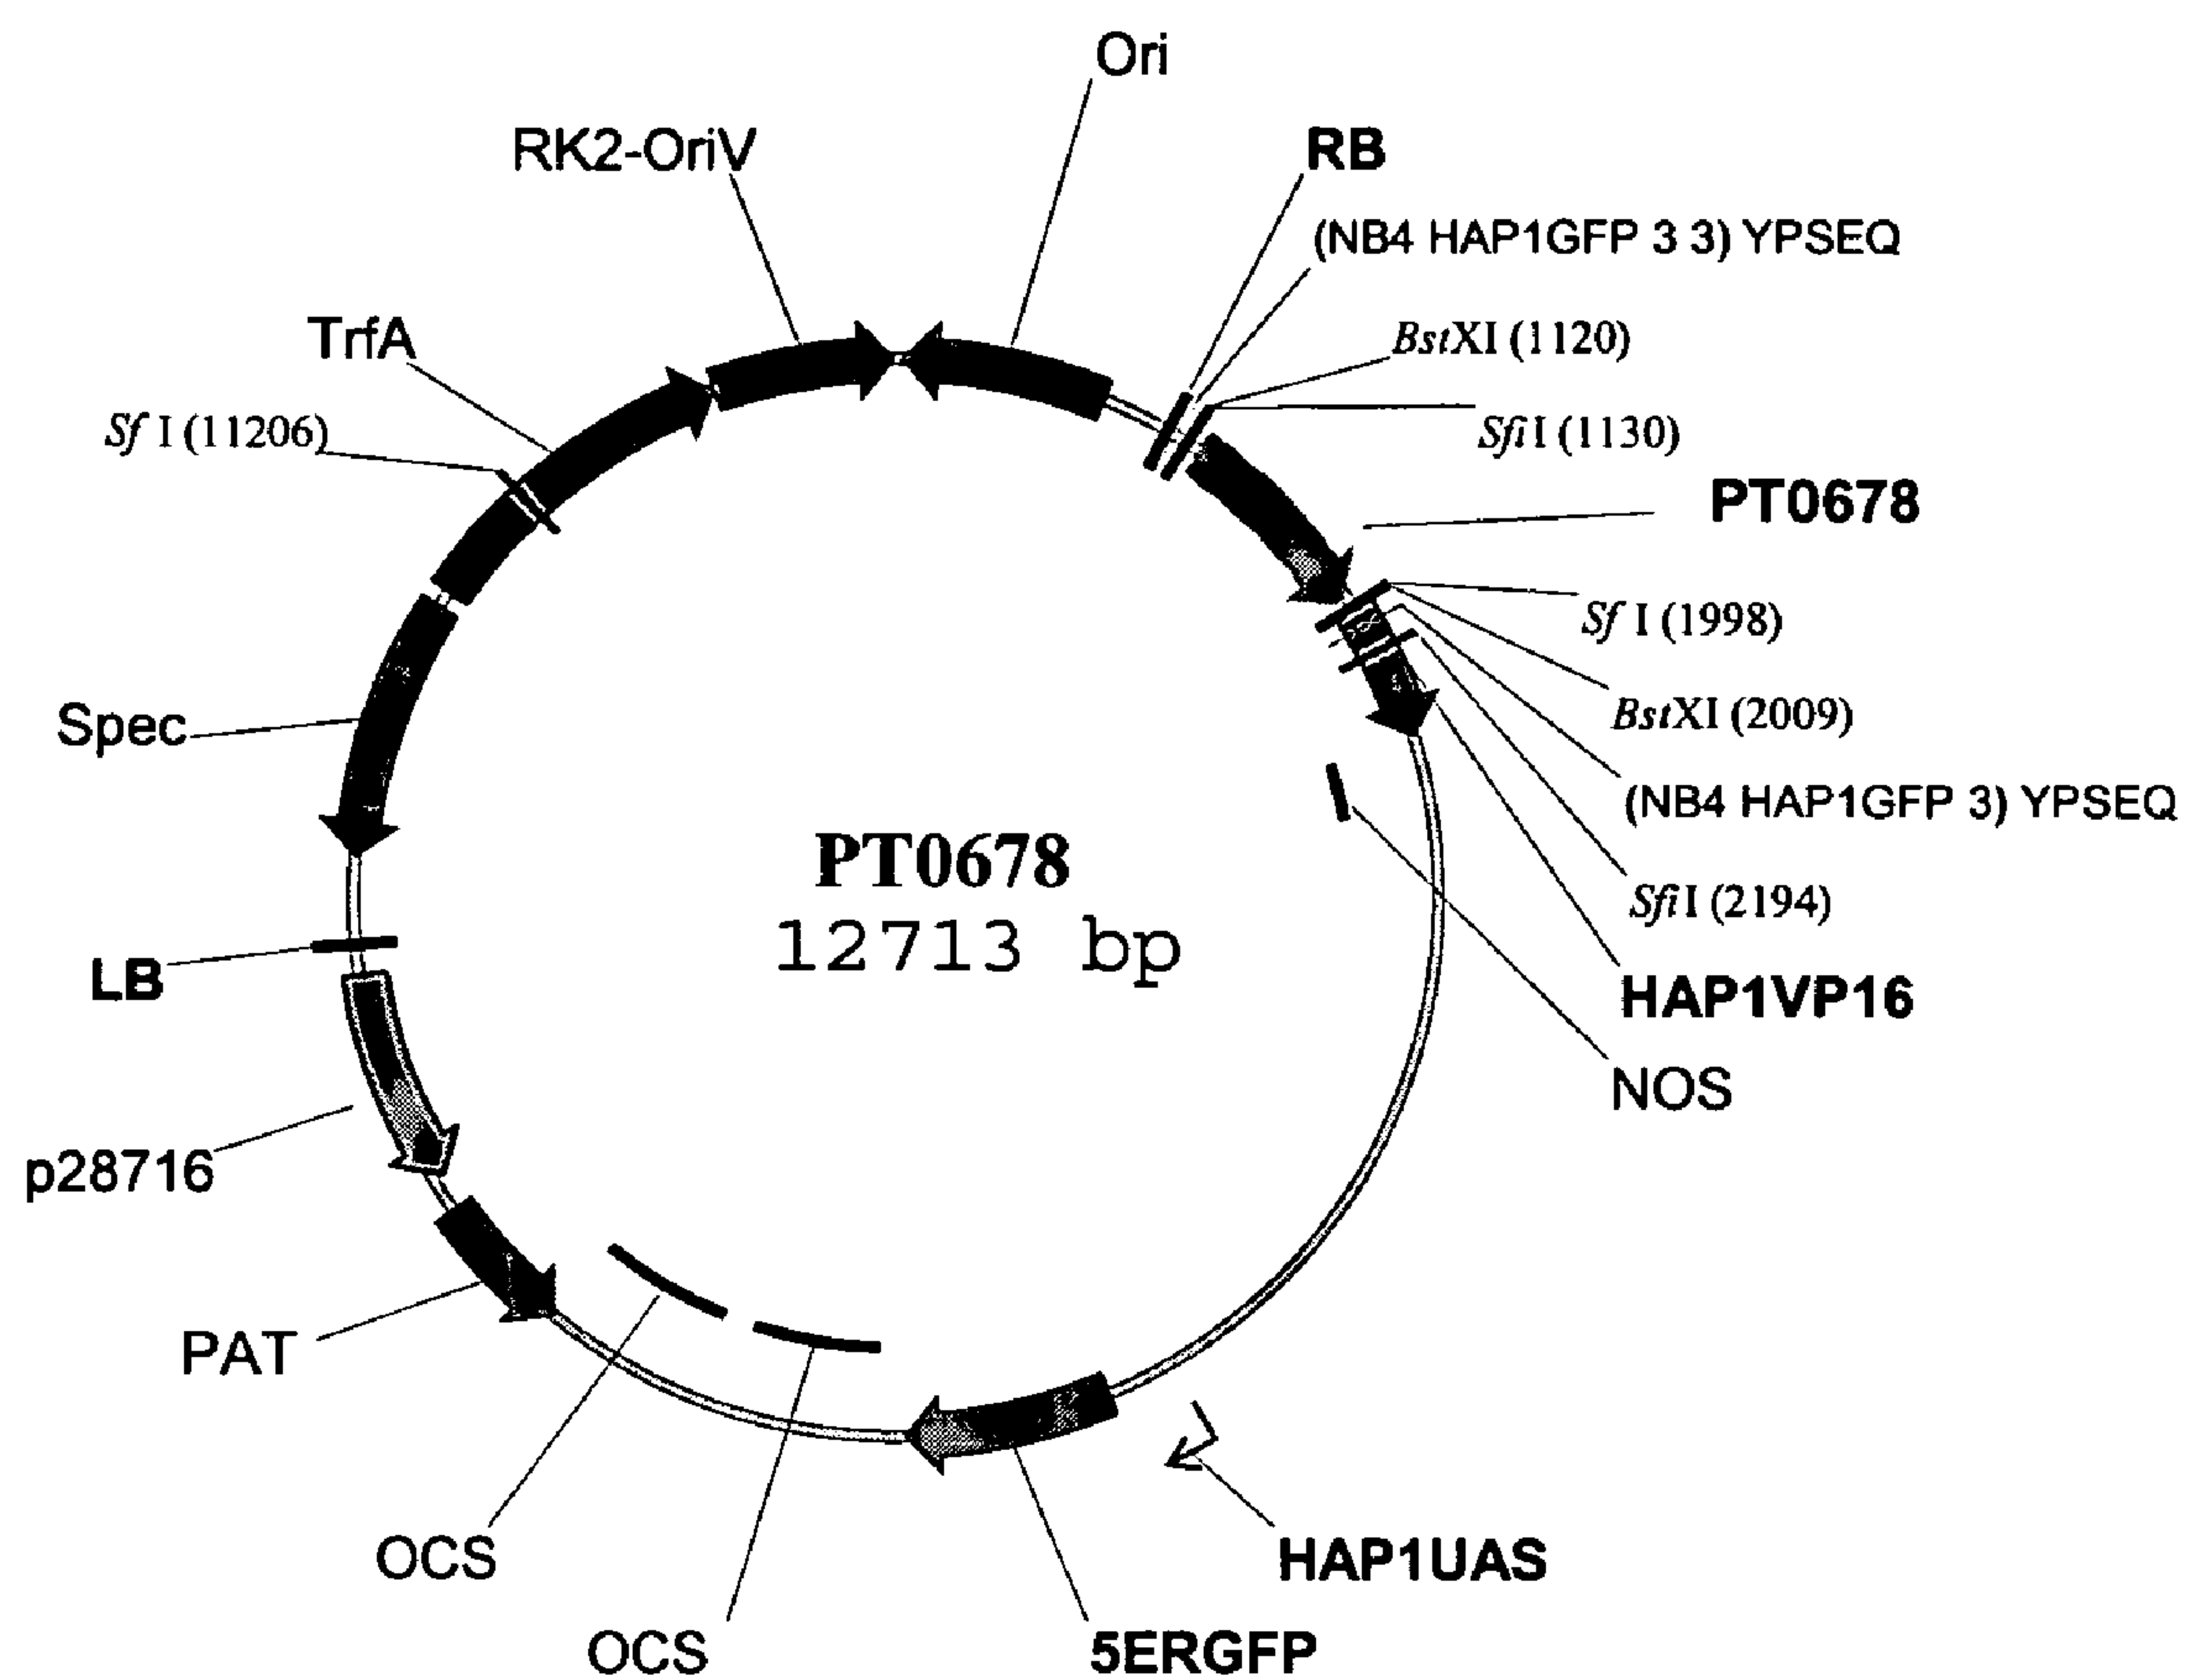 Ori
RK2-OriV
RB
(NB4 HAP1GFP 3 3) YPSEQ
TrfA
BstXI (1120)
Sf I (11206)
SfiI (1130)
PT0678
Sf I (1998)
Spec
BstXI (2009)
(NB4 HAP1GFP 3) YPSEQ
PT0678
12713 bp
SfiI (2194)
LB
HAP1VP16
NOS
p28716
PAT
OCS
HAP1UAS
OCS
5ERGFP